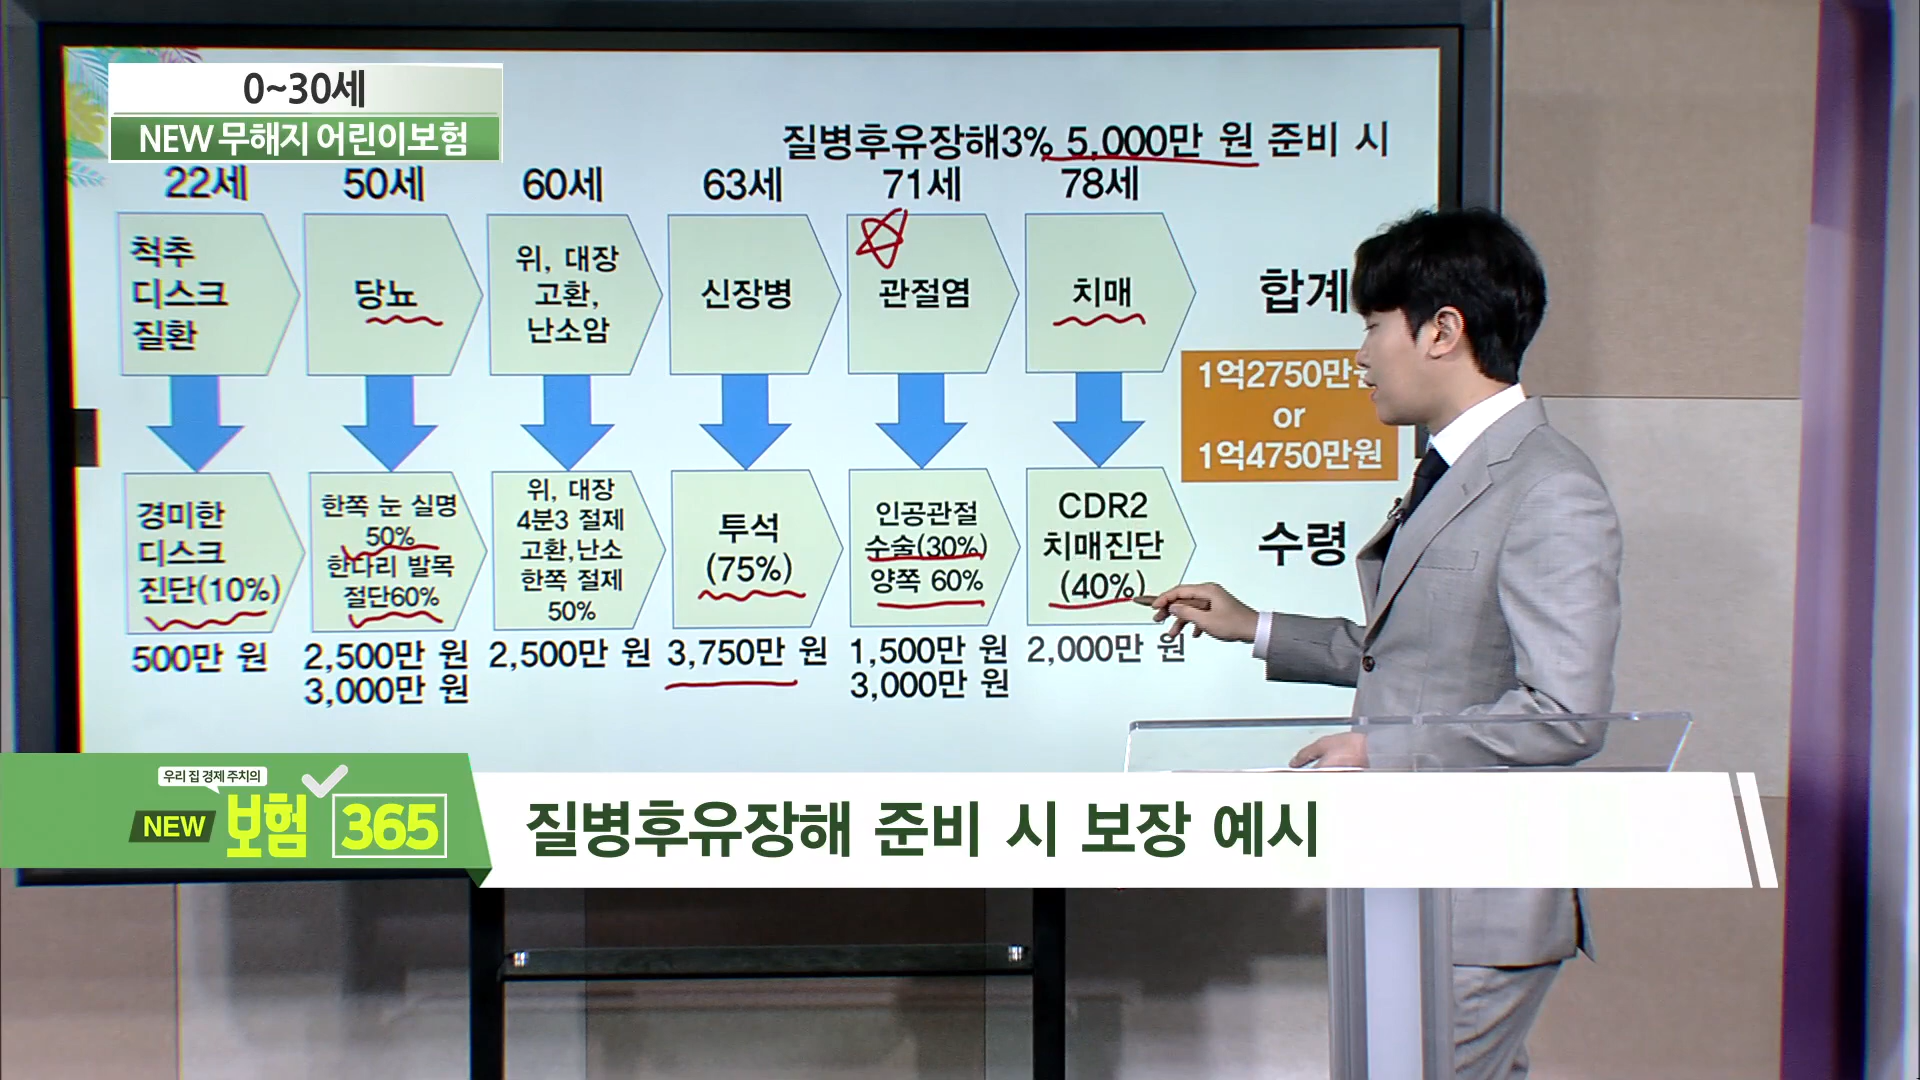 0~30세
NEW 무해지 어린이보험
질병후유장해3% 5,000만 원 준비 시
22세
50세
60세
63세
71세
78세
척추
디스크
질환
당뇨
위, 대장
고환,
난소암
신장병
관절염
치매
합계
1억2750만원
or
1억4750만원
경미한
디스크
진단(10%)
한쪽 눈 실명
50%
한다리 발목
절단60%
위, 대장
4분3 절제
고환,난소
한쪽 절제
50%
투석
(75%)
인공관절
수술(30%)
양쪽 60%
CDR2
치매진단
(40%)
수령
500만 원
2,500만 원
3,000만 원
2,500만 원
3,750만 원
1,500만 원
3,000만 원
2,000만 원
우리 집 경제 주치의
NEW 보험 365
질병후유장해 준비 시 보장 예시